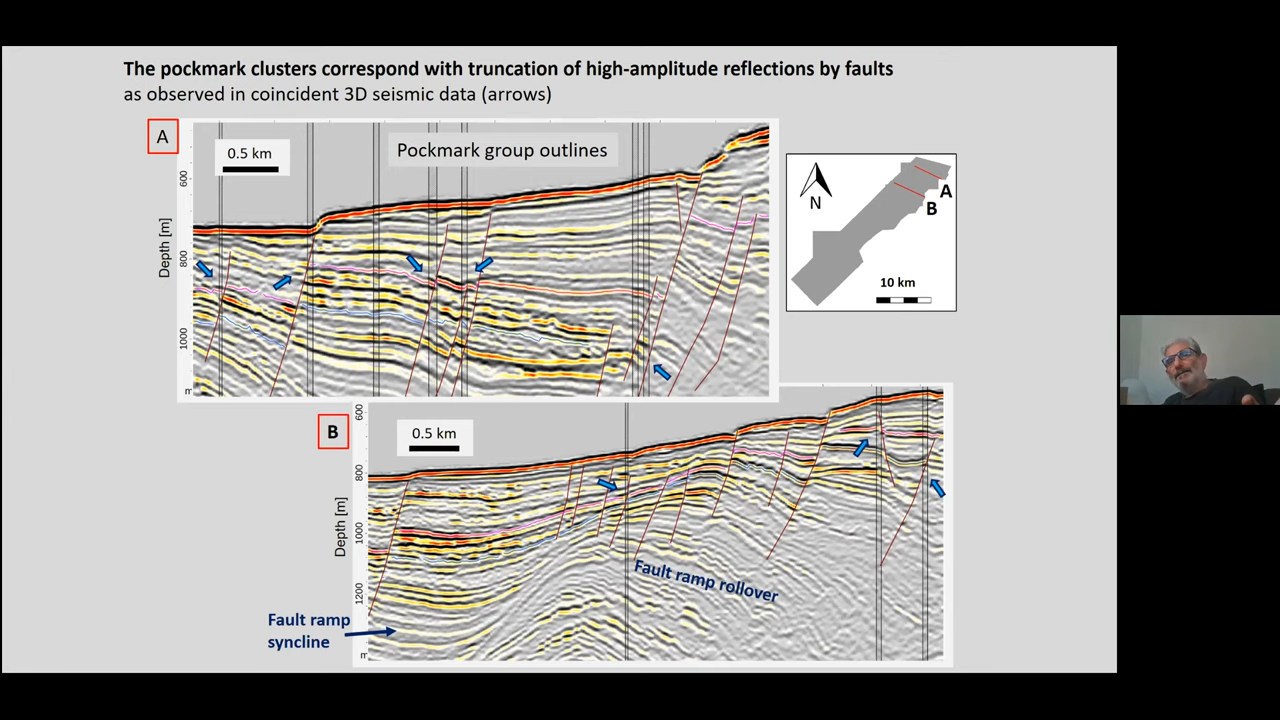 The pockmark clusters correspond with truncation of high-amplitude reflections by faults
as observed in coincident 3D seismic data (arrows)
A
0.5 km
Pockmark group outlines
600
800
1000
m
Depth [m]
N
A
B
10 km
B
0.5 km
600
800
1000
1200
m
Depth [m]
Fault ramp rollover
Fault ramp
syncline